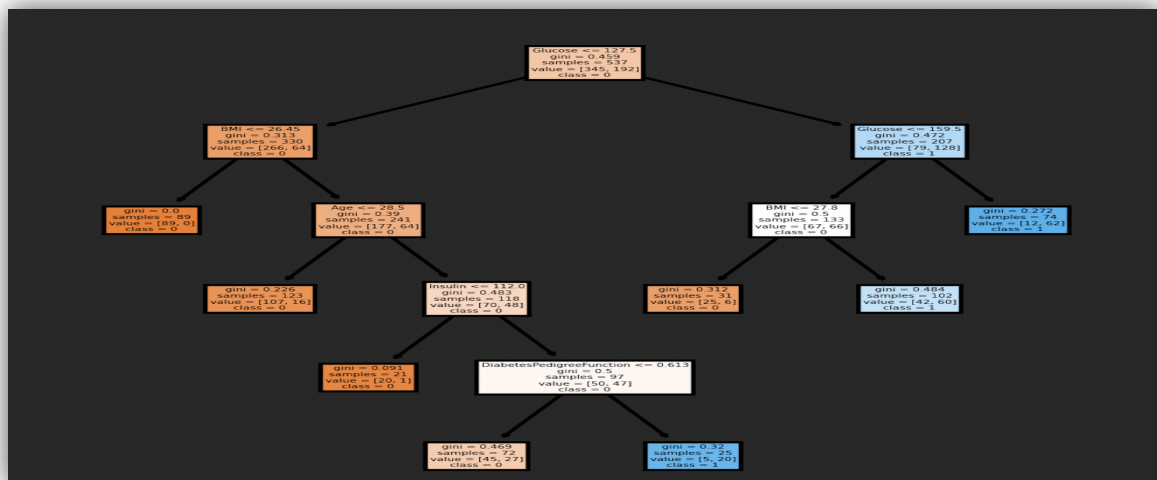 Glucose <= 127.5
gini = 0.459
samples = 537
value = [345, 192]
class = 0
BMI <= 26.45
gini = 0.313
samples = 330
value = [266, 64]
class = 0
Glucose <= 159.5
gini = 0.472
samples = 207
value = [79, 128]
class = 1
gini = 0.0
samples = 89
value = [89, 0]
class = 0
Age <= 28.5
gini = 0.39
samples = 241
value = [177, 64]
class = 0
BMI <= 27.8
gini = 0.5
samples = 133
value = [67, 66]
class = 0
gini = 0.272
samples = 74
value = [12, 62]
class = 1
gini = 0.226
samples = 123
value = [107, 16]
class = 0
Insulin <= 112.0
gini = 0.483
samples = 118
value = [70, 48]
class = 0
gini = 0.312
samples = 31
value = [25, 6]
class = 0
gini = 0.484
samples = 102
value = [42, 60]
class = 1
gini = 0.091
samples = 21
value = [20, 1]
class = 0
DiabetesPedigreeFunction <= 0.613
gini = 0.5
samples = 97
value = [50, 47]
class = 0
gini = 0.469
samples = 72
value = [45, 27]
class = 0
gini = 0.32
samples = 25
value = [5, 20]
class = 1